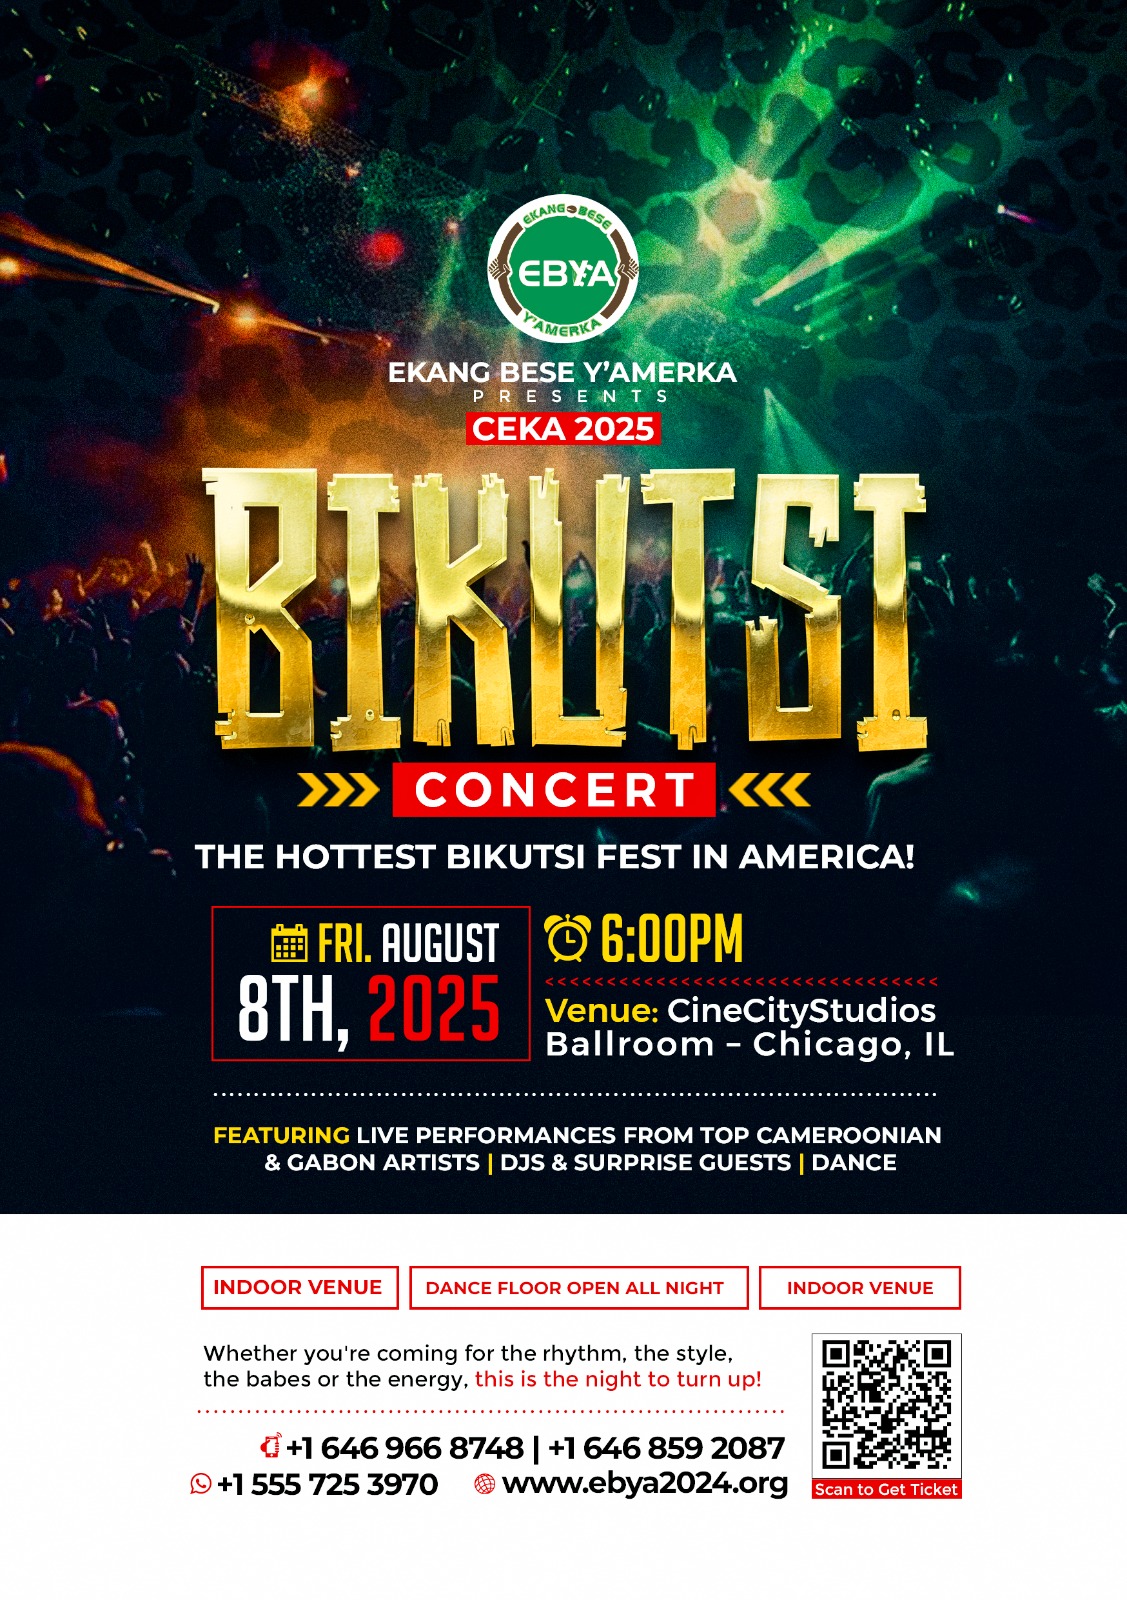 EKANG BESE
EBYA
Y'AMERKA
EKANG BESE Y'AMERKA
PRESENTS
CEKA 2025
BIKUTSI
CONCERT
THE HOTTEST BIKUTSI FEST IN AMERICA!
FRI. AUGUST
8TH, 2025
6:00PM
Venue: CineCityStudios
Ballroom – Chicago, IL
FEATURING LIVE PERFORMANCES FROM TOP CAMEROONIAN
& GABON ARTISTS | DJS & SURPRISE GUESTS | DANCE
INDOOR VENUE
DANCE FLOOR OPEN ALL NIGHT
INDOOR VENUE
Whether you're coming for the rhythm, the style,
the babes or the energy, this is the night to turn up!
+1 646 966 8748 | +1 646 859 2087
+1 555 725 3970
www.ebya2024.org
Scan to Get Ticket